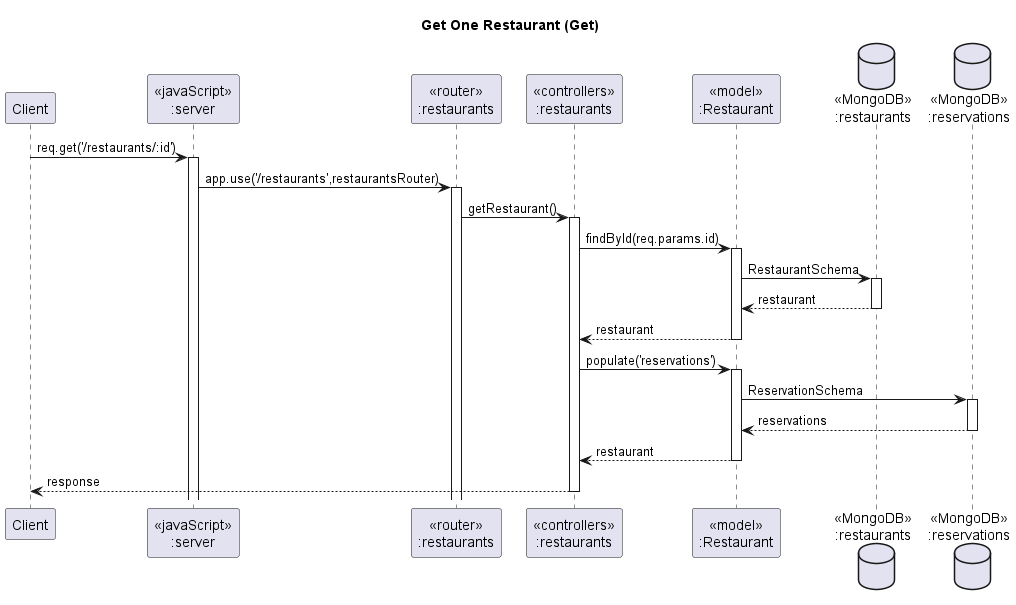 Get One Restaurant (Get)
Client
«javaScript»
:server
«router»
:restaurants
«controllers»
:restaurants
«model»
:Restaurant
«MongoDB»
:restaurants
«MongoDB»
:reservations
req.get('/restaurants/:id')
app.use('/restaurants',restaurantsRouter)
getRestaurant()
findById(req.params.id)
RestaurantSchema
restaurant
restaurant
populate('reservations')
ReservationSchema
reservations
restaurant
response
Client
«javaScript»
:server
«router»
:restaurants
«controllers»
:restaurants
«model»
:Restaurant
«MongoDB»
:restaurants
«MongoDB»
:reservations